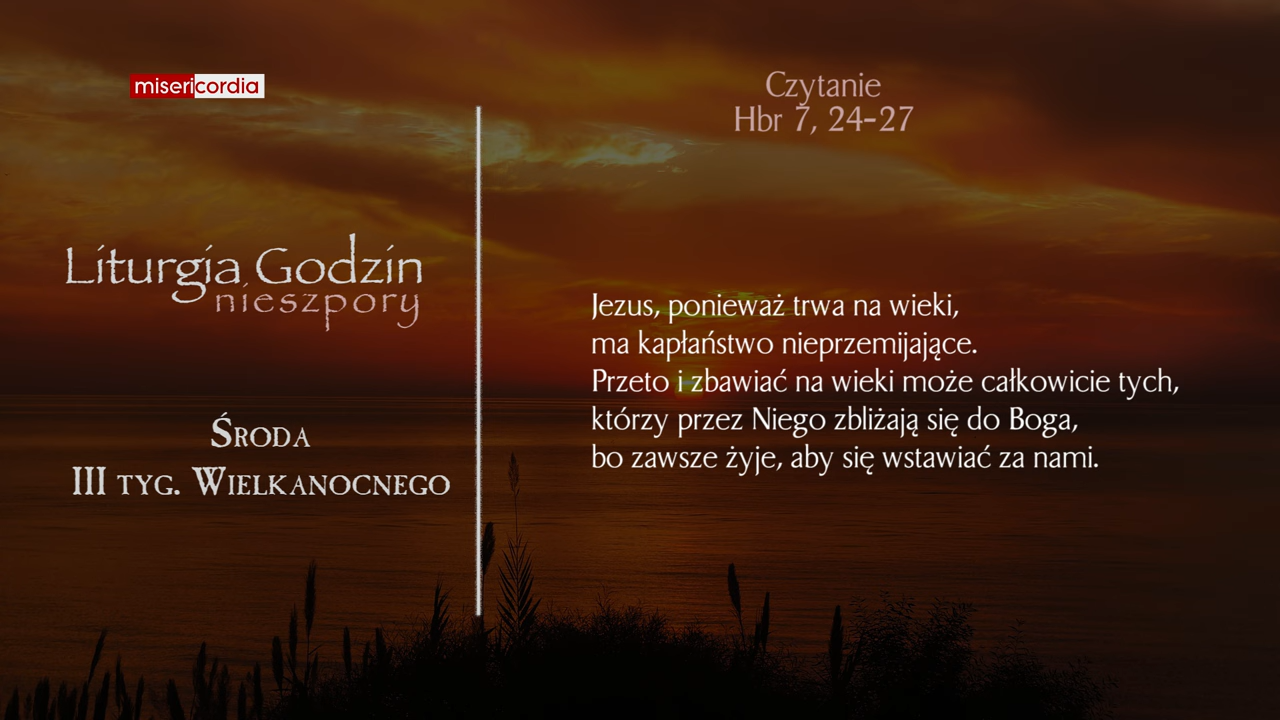 misericordia
Liturgia Godzin
nieszpory
Środa
III tyg. Wielkanocnego
Czytanie
Hbr 7, 24-27
Jezus, ponieważ trwa na wieki,
ma kapłaństwo nieprzemijające.
Przeto i zbawiać na wieki może całkowicie tych,
którzy przez Niego zbliżają się do Boga,
bo zawsze żyje, aby się wstawiać za nami.